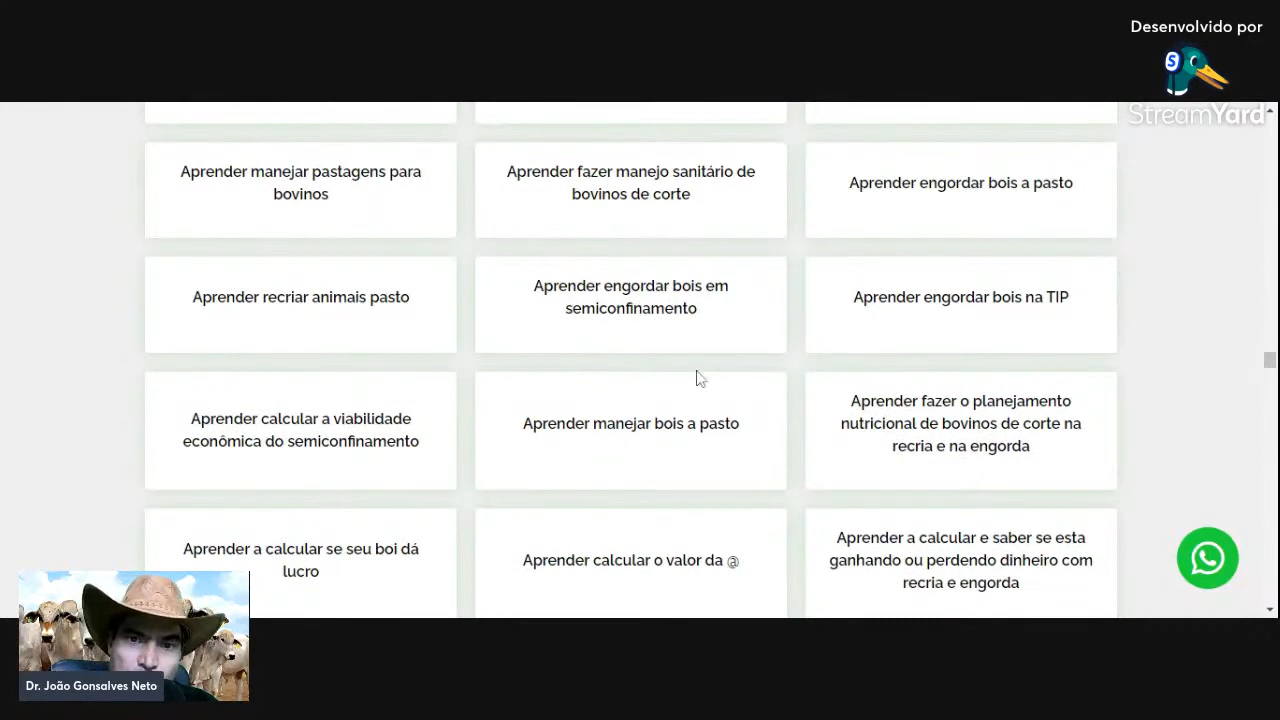 Desenvolvido por
S
StreamYard
Aprender manejar pastagens para
bovinos
Aprender fazer manejo sanitário de
bovinos de corte
Aprender engordar bois a pasto
Aprender recriar animais pasto
Aprender engordar bois em
semiconfinamento
Aprender engordar bois na TIP
Aprender calcular a viabilidade
econômica do semiconfinamento
Aprender manejar bois a pasto
Aprender fazer o planejamento
nutricional de bovinos de corte na
recria e na engorda
Aprender a calcular se seu boi dá
lucro
Aprender calcular o valor da @
Aprender a calcular e saber se esta
ganhando ou perdendo dinheiro com
recria e engorda
Dr. João Gonsalves Neto